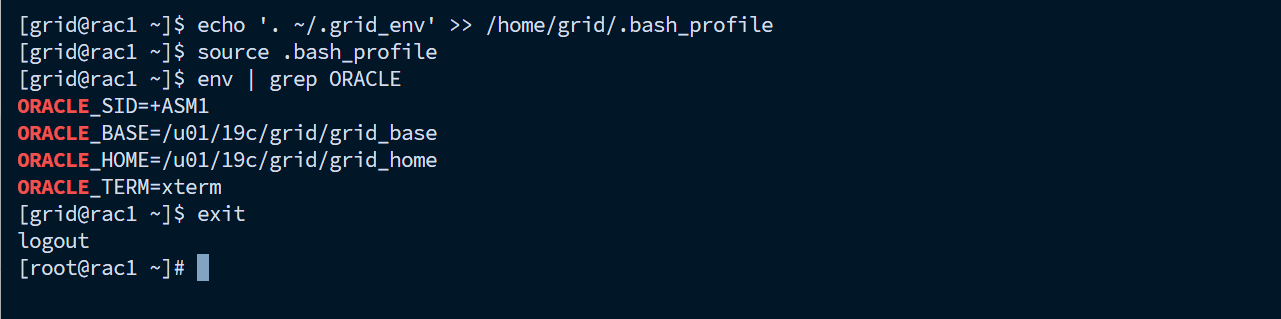 [grid@rac1 ~]$ echo '. ~/.grid_env' >> /home/grid/.bash_profile
[grid@rac1 ~]$ source .bash_profile
[grid@rac1 ~]$ env | grep ORACLE
ORACLE_SID=+ASM1
ORACLE_BASE=/u01/19c/grid/grid_base
ORACLE_HOME=/u01/19c/grid/grid_home
ORACLE_TERM=xterm
[grid@rac1 ~]$ exit
logout
[root@rac1 ~]#